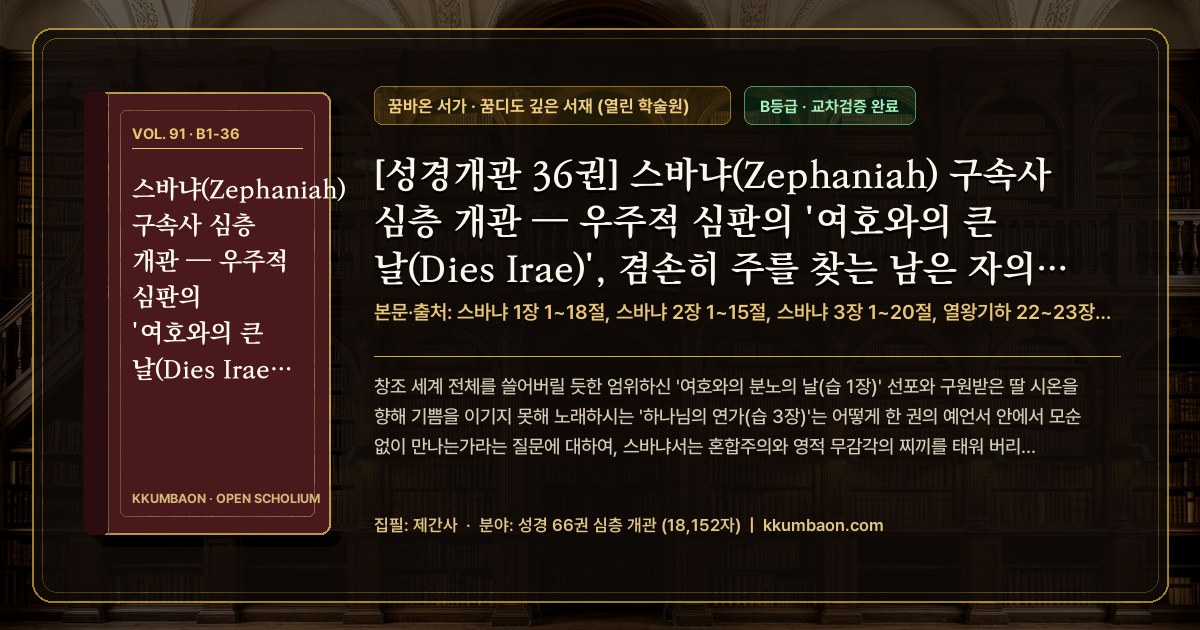 VOL. 91 · B1-36
스바냐(Zephaniah)
구속사 심층
개관 — 우주적
심판의
'여호와의 큰
날(Dies Irae…
KKUMBAON · OPEN SCHOLIUM
꿈바온 서가 · 꿈디도 깊은 서재 (열린 학술원)
B등급 · 교차검증 완료
[성경개관 36권] 스바냐(Zephaniah) 구속사
심층 개관 — 우주적 심판의 '여호와의 큰
날(Dies Irae)', 겸손히 주를 찾는 남은 자의…
본문·출처: 스바냐 1장 1~18절, 스바냐 2장 1~15절, 스바냐 3장 1~20절, 열왕기하 22~23장...
창조 세계 전체를 쓸어버릴 듯한 엄위하신 '여호와의 분노의 날(습 1장)' 선포와 구원받은 딸 시온을
향해 기쁨을 이기지 못해 노래하시는 '하나님의 연가(습 3장)'는 어떻게 한 권의 예언서 안에서 모순
없이 만나는가라는 질문에 대하여, 스바냐서는 혼합주의와 영적 무감각의 찌끼를 태워 버리...
집필: 제간사 · 분야: 성경 66권 심층 개관 (18,152자) | kkumbaon.com